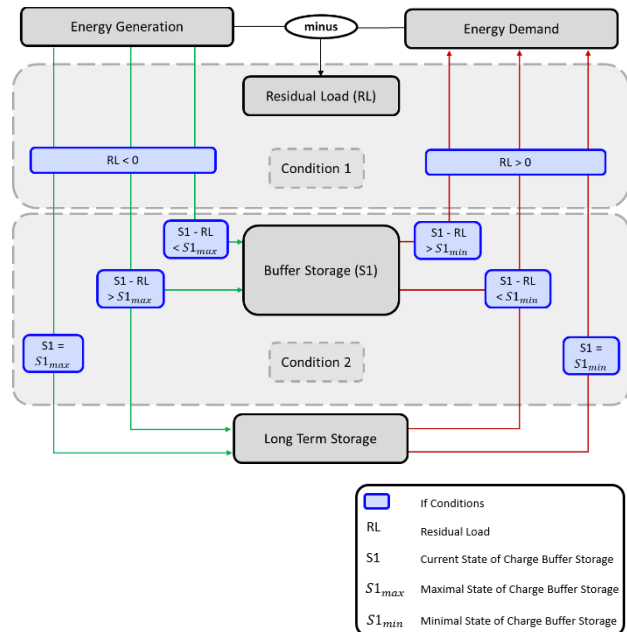 Energy Generation
minus
Energy Demand
Residual Load (RL)
RL < 0
RL > 0
Condition 1
S1 - RL
< S1max
S1 - RL
> S1min
Buffer Storage (S1)
S1 - RL
> S1max
S1 - RL
< S1min
S1 =
S1max
Condition 2
S1 =
S1min
Long Term Storage
If Conditions
RL Residual Load
S1 Current State of Charge Buffer Storage
S1max Maximal State of Charge Buffer Storage
S1min Minimal State of Charge Buffer Storage